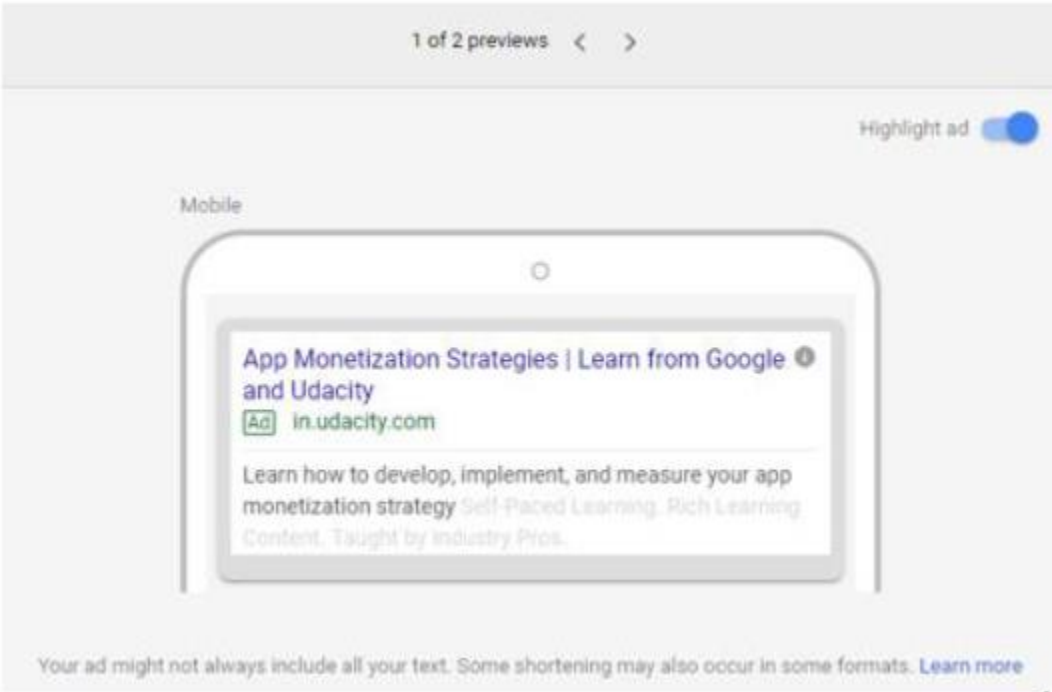 1 of 2 previews < >
Highlight ad
Mobile
App Monetization Strategies | Learn from Google
and Udacity
Ad in.udacity.com
Learn how to develop, implement, and measure your app
monetization strategy Self-Paced Learning. Rich Learning
Content. Taught by Industry Pros.
Your ad might not always include all your text. Some shortening may also occur in some formats. Learn more